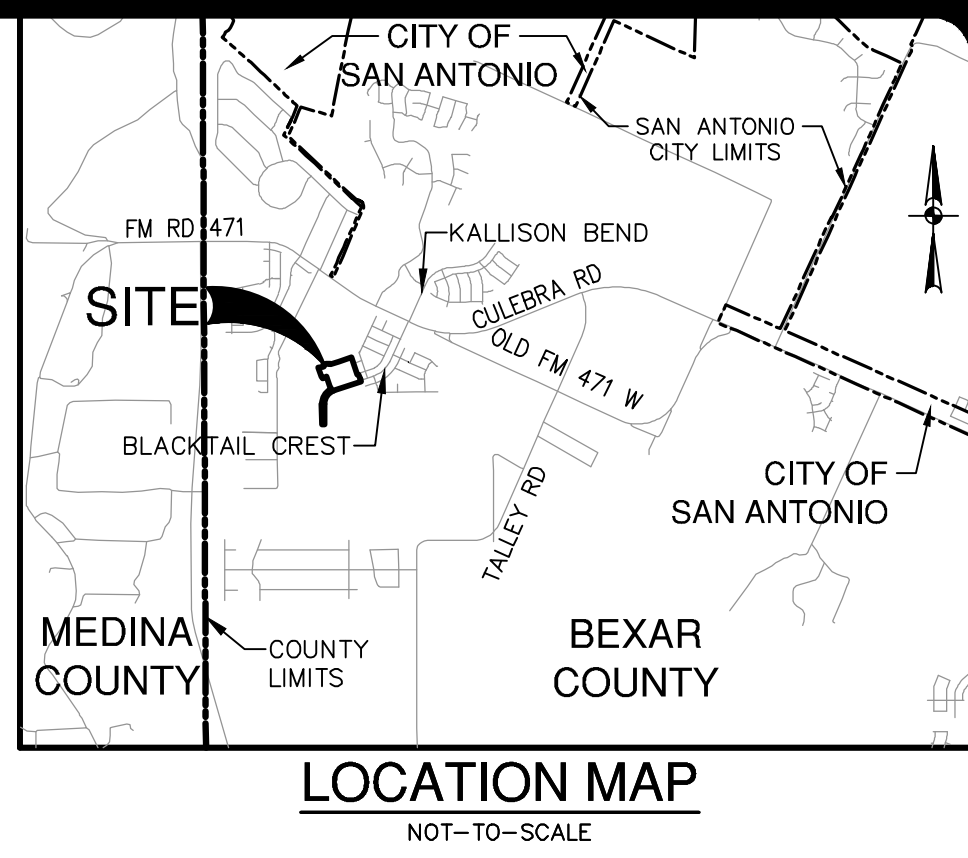 CITY OF
SAN ANTONIO
SAN ANTONIO
CITY LIMITS
FM RD 471
KALLISON BEND
SITE
CULEBRA RD
OLD FM 471 W
BLACKTAIL CREST
CITY OF
SAN ANTONIO
TALLEY RD
MEDINA
COUNTY
COUNTY
LIMITS
BEXAR
COUNTY
LOCATION MAP
NOT-TO-SCALE